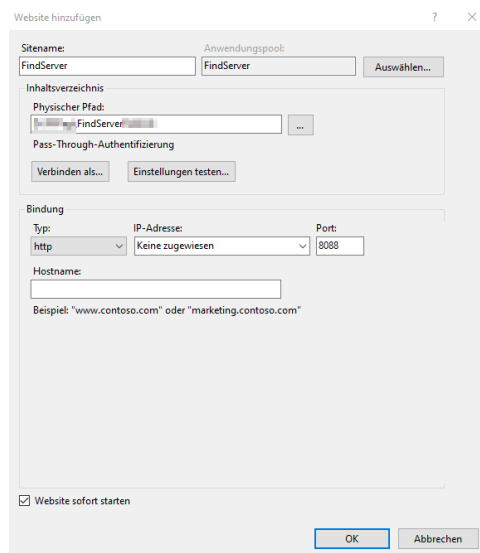 Website hinzufügen ? ×
Sitename: Anwendungspool:
FindServer FindServer Auswählen...
Inhaltsverzeichnis
Physischer Pfad:
FindServer ...
Pass-Through-Authentifizierung
Verbinden als... Einstellungen testen...
Bindung
Typ: IP-Adresse: Port:
http Keine zugewiesen 8088
Hostname:
Beispiel: "www.contoso.com" oder "marketing.contoso.com"
Website sofort starten
OK Abbrechen